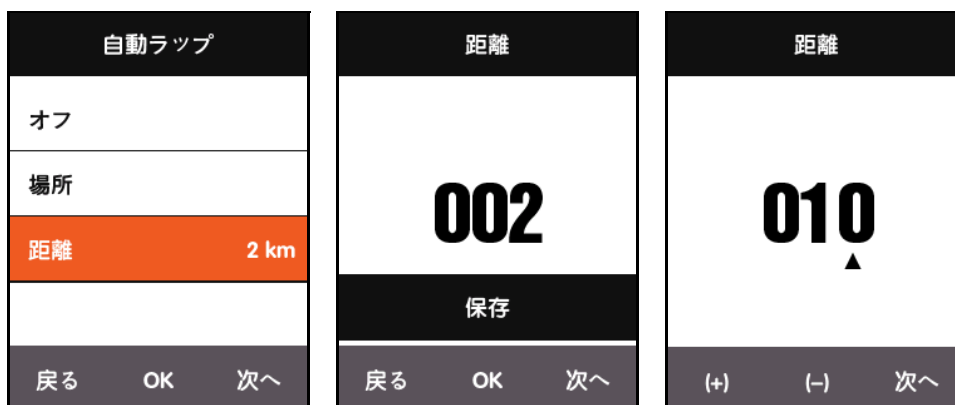 自動ラップ
オフ
場所
距離 2 km
戻る OK 次へ
距離
002
保存
戻る OK 次へ
距離
010
(+) (–) 次へ